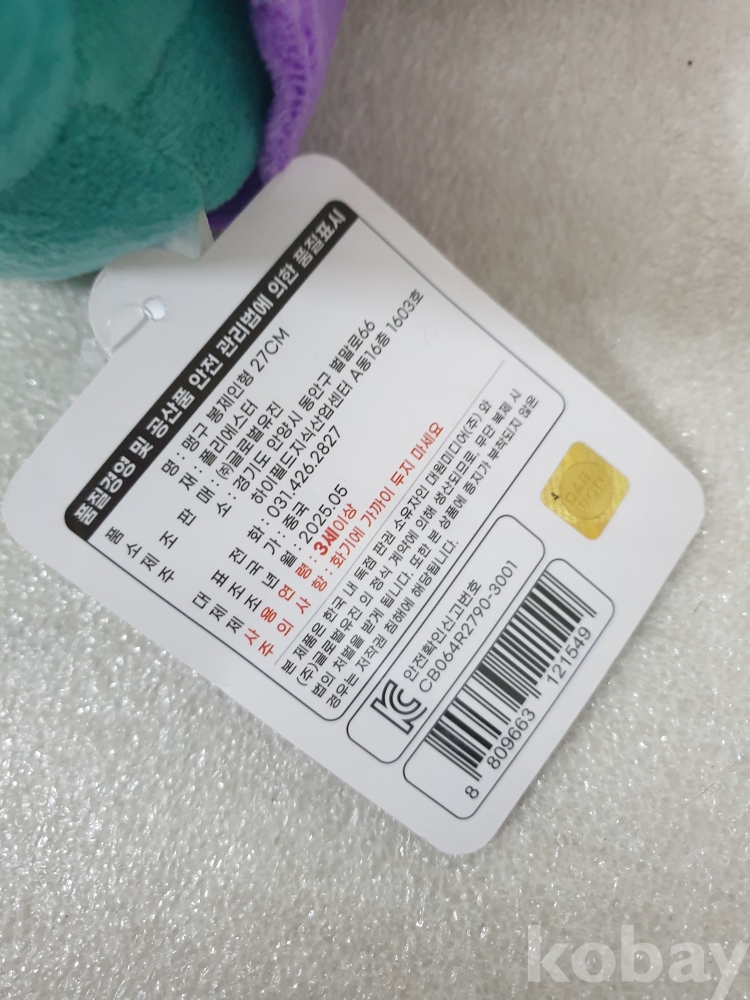 품질경영 및 공산품 안전 관리법에 의한 품질표시
품 명 : 맹구 봉제인형 27CM
소 재 : 폴리에스터
제 조 판 매 : ㈜글로벌유진
주 소 : 경기도 안양시 동안구 벌말로66
하이필드지식산업센터 A동16층 1603호
대 표 전 화 : 031.426.2827
제 조 국 가 : 중국
제 조 년 월 : 2025.05
사 용 연 령 : 3세이상
주 의 사 항 : 화기에 가까이 두지 마세요
본 제품은 한국 내 독점 판권 소유자인 대원미디어(주) 와
(주)글로벌유진 의 정식 계약에 의해 생산되므로, 무단 복제 시
법의 처벌을 받게 됩니다. 또한 본 상품에 증지가 부착되지 않은
경우는 저작권 침해에 해당됩니다.
안전확인신고번호
CB064R2790-3001
8 809663 121549
kobay